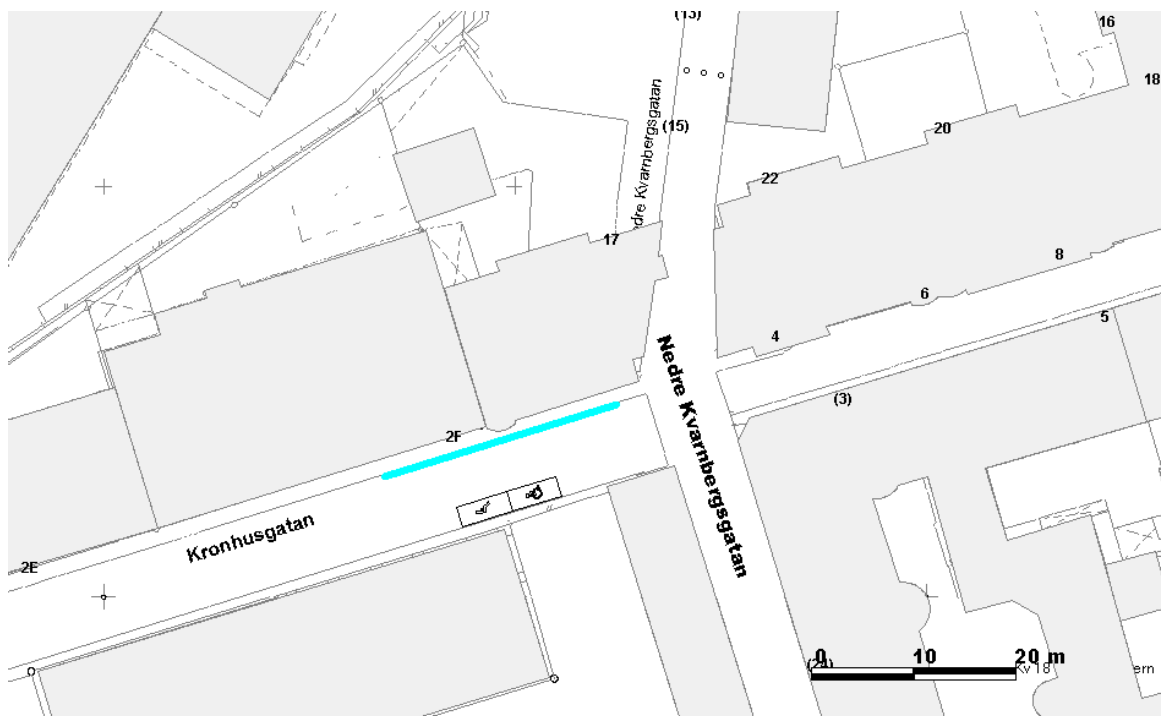 (13)
16
18
Kvarnbergsgatan
(15)
20
22
17
8
6
5
4
(3)
Nedre Kvarnbergsgatan
2F
Kronhusgatan
2E
0 10 20 m
(24)
Kv 18
ern